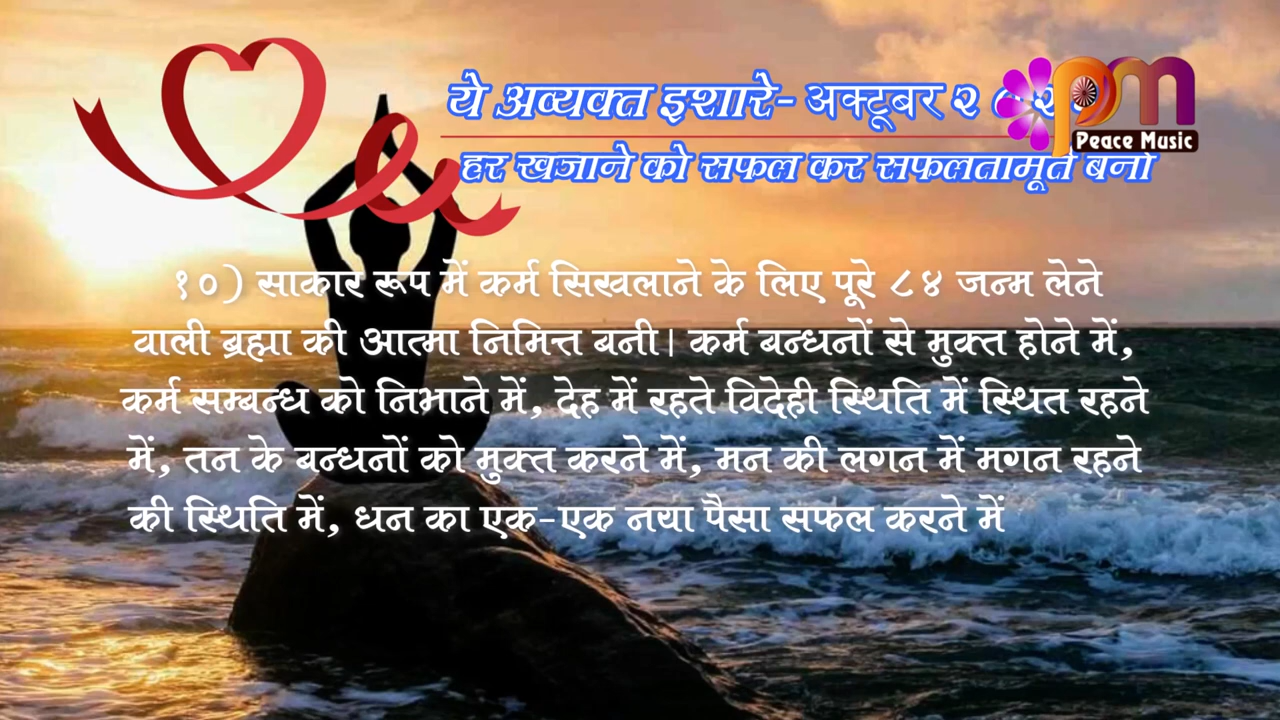 ये अव्यक्त इशारे- अक्टूबर २०२
pm
Peace Music
हर खजाने को सफल कर सफलतामूर्त बनो
१०) साकार रूप में कर्म सिखलाने के लिए पूरे ८४ जन्म लेने
वाली ब्रह्मा की आत्मा निमित्त बनी। कर्म बन्धनों से मुक्त होने में,
कर्म सम्बन्ध को निभाने में, देह में रहते विदेही स्थिति में स्थित रहने
में, तन के बन्धनों को मुक्त करने में, मन की लगन में मगन रहने
की स्थिति में, धन का एक-एक नया पैसा सफल करने में